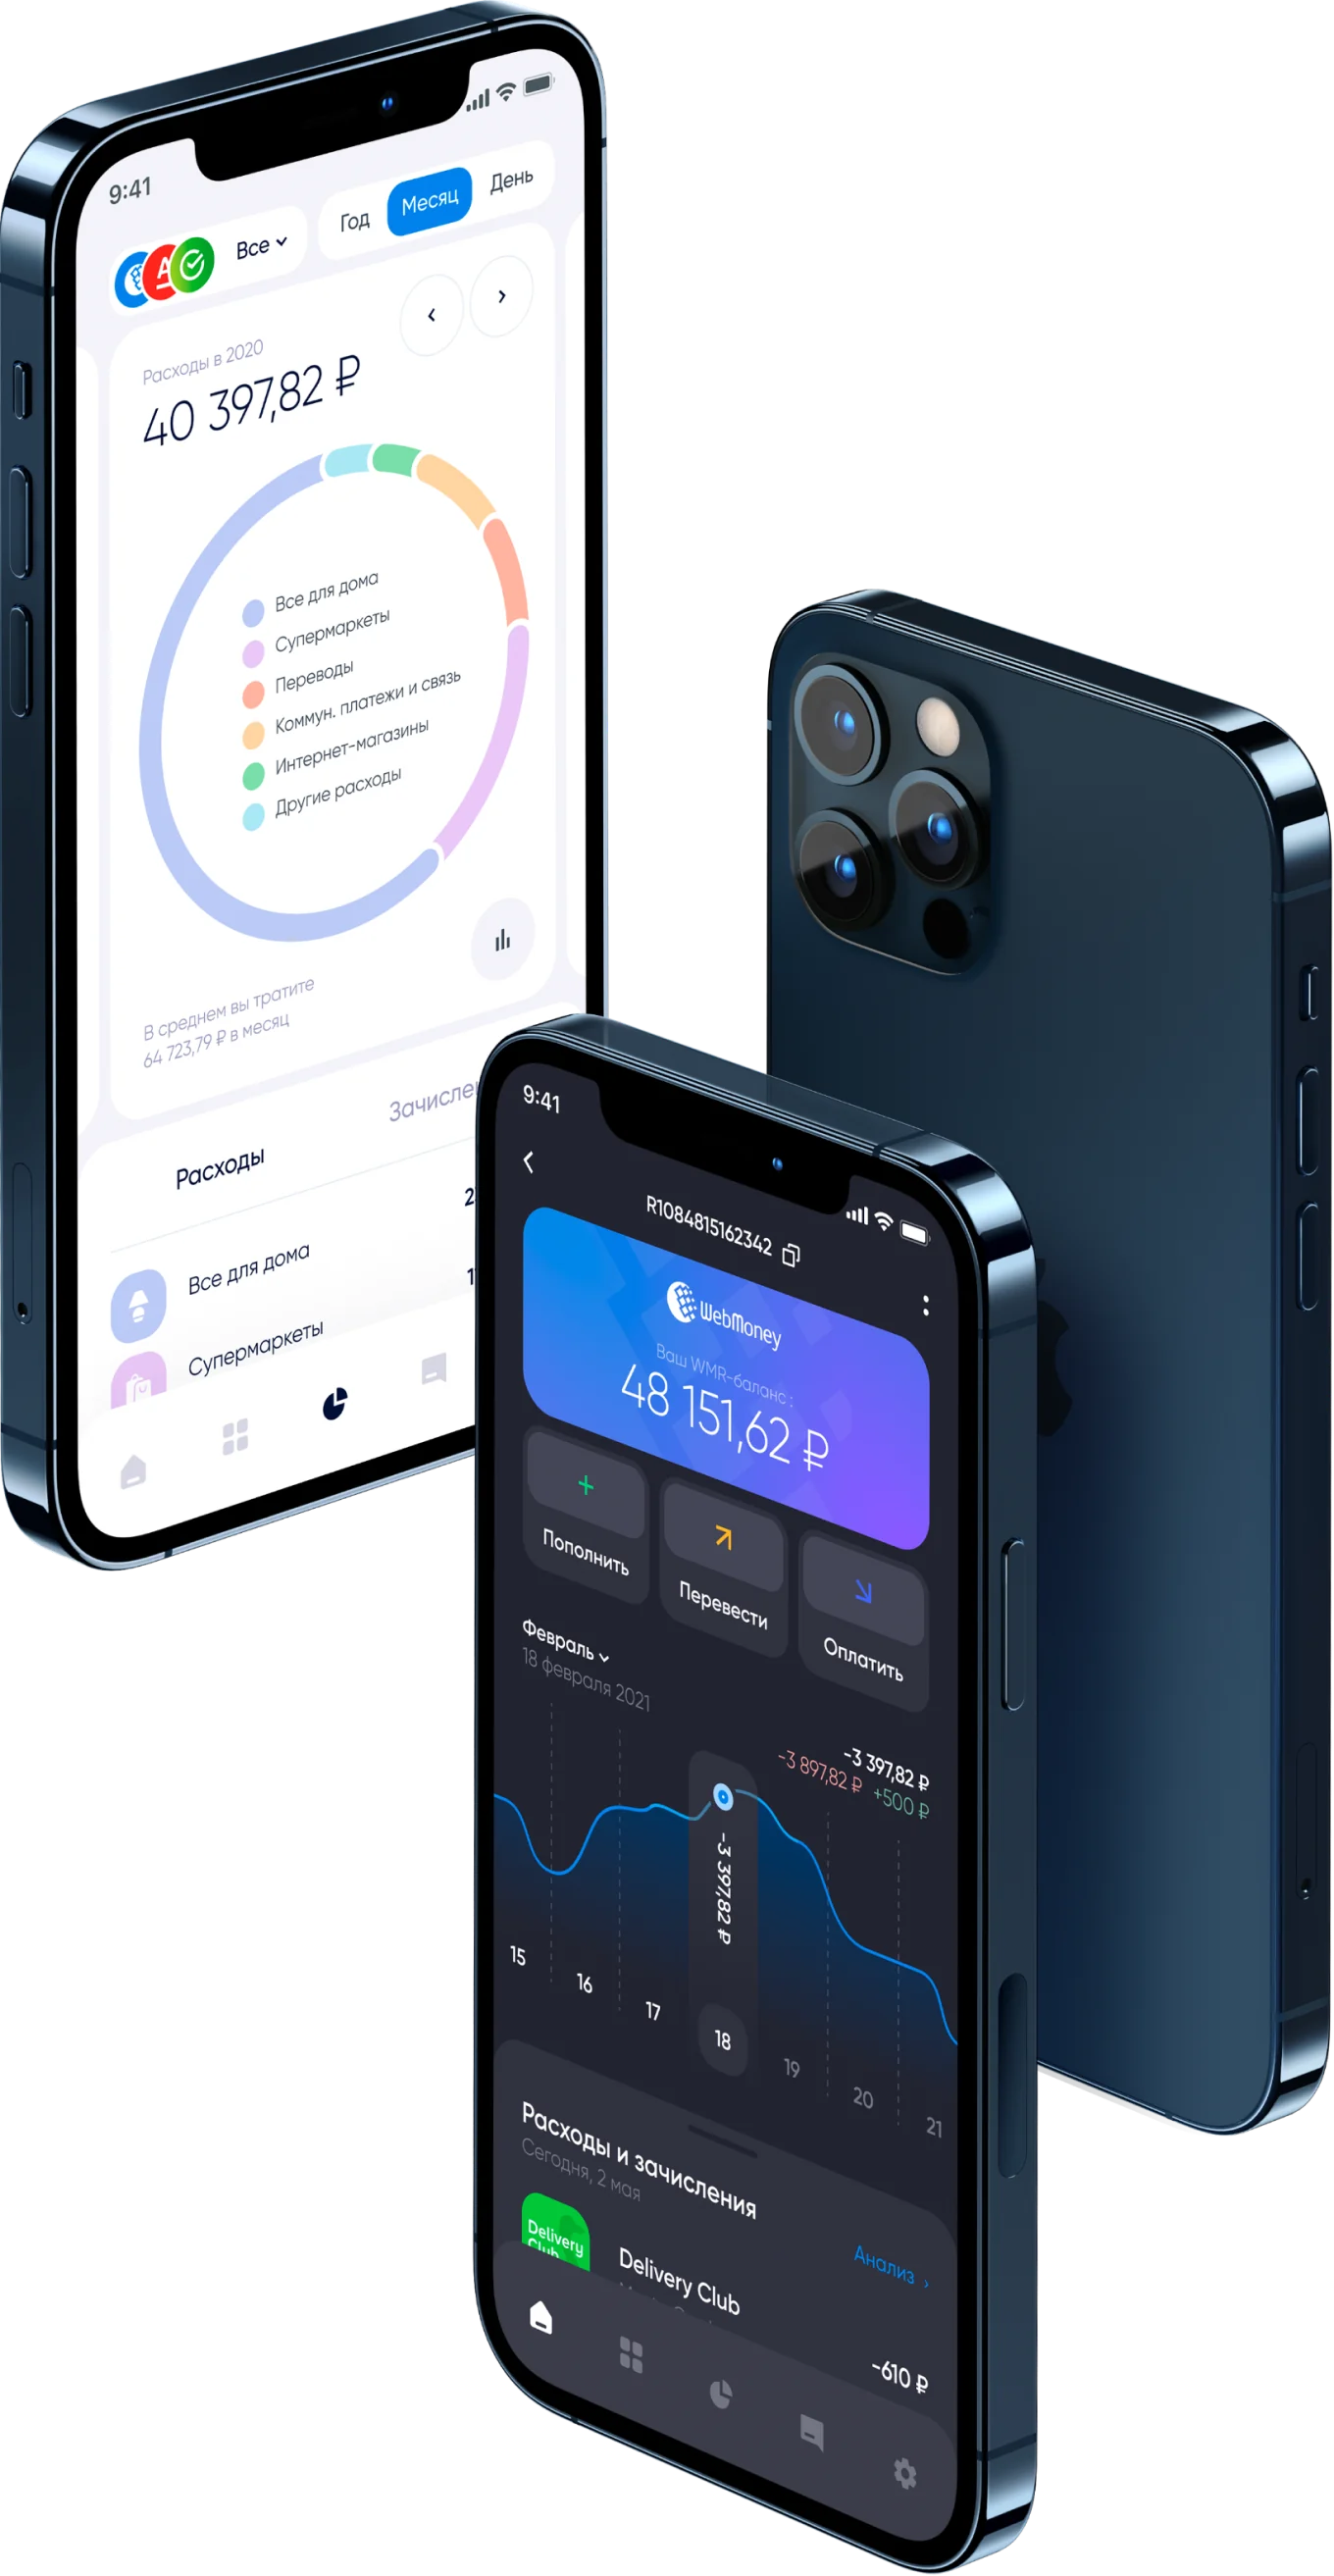 9:41
Все
Год
Месяц
День
Расходы в 2020
40 397,82 ₽
Все для дома
Супермаркеты
Переводы
Коммун. платежи и связь
Интернет-магазины
Другие расходы
В среднем вы тратите
64 723,79 ₽ в месяц
Расходы
Все для дома
Супермаркеты
9:41
R1084815162342
WebMoney
Ваш WMR-баланс:
48 151,62 ₽
Пополнить
Перевести
Оплатить
Февраль
18 февраля 2021
-3 397,82 ₽
-3 897,82 ₽ +500 ₽
-3 397,82 ₽
15 16 17 18 19 20 21
Расходы и зачисления
Сегодня, 2 мая
Анализ
Delivery
Club
Delivery Club
-610 ₽